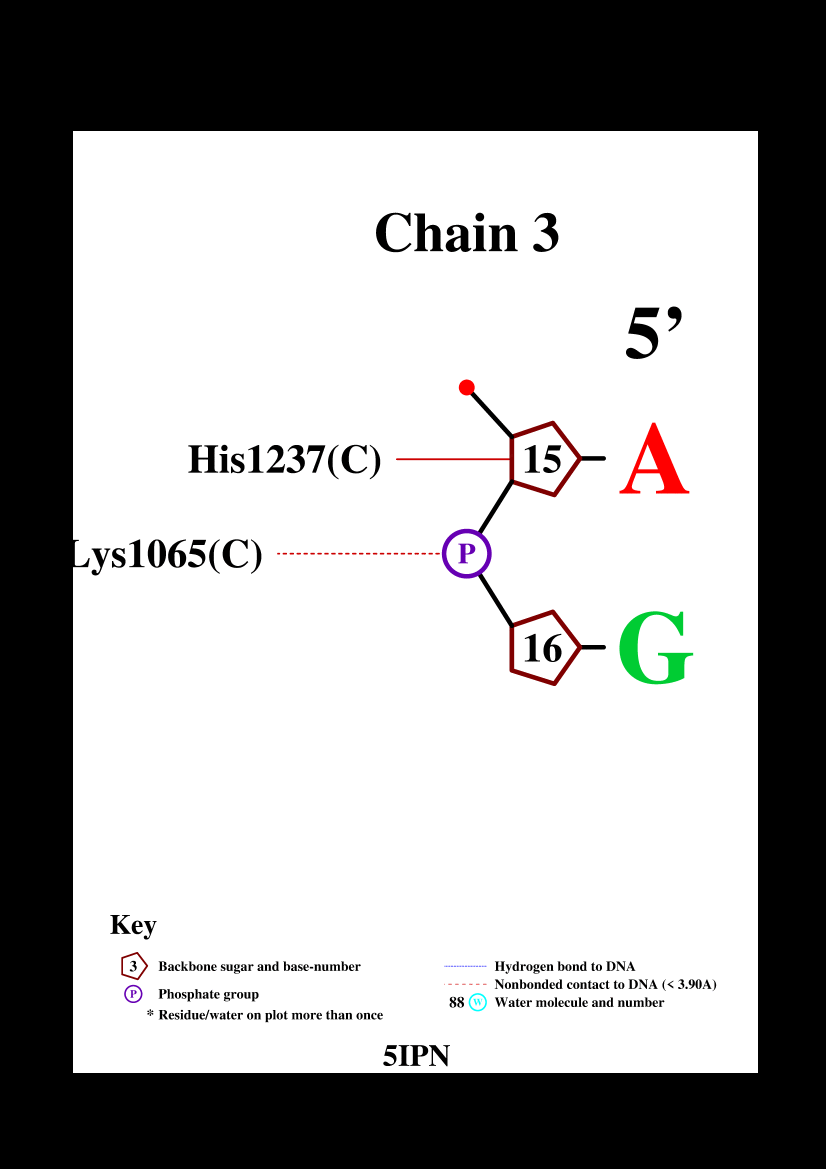 Chain 3
5’
His1237(C)
15
A
Lys1065(C)
P
16
G
Key
3 Backbone sugar and base-number
P Phosphate group
* Residue/water on plot more than once
Hydrogen bond to DNA
Nonbonded contact to DNA (< 3.90A)
88 W Water molecule and number
5IPN